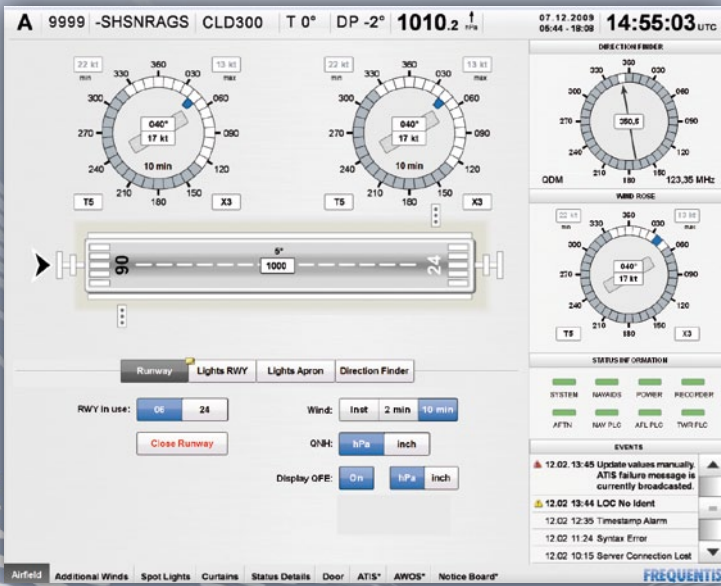 A 9999 -SHSNRAGS CLD300 T 0° DP -2° 1010.2 hPa 07.12.2009 14:55:03 UTC
DIRECTION FINDER
22 kt 13 kt 22 kt 13 kt
min max min max
330 360 030 330 360 030 330 360 030
300 060 300 060 300 060
040° 040° 350,5
270 17 kt 090 270 17 kt 090 270 090
10 min 10 min
240 120 240 120 240 120
210 180 150 210 180 150 210 180 150
QDM 123,35 MHz
T5 X3 T5 X3
WIND ROSE
22 kt 13 kt
min max
330 360 030
300 060
040°
270 17 kt 090
240 120
210 180 150
T5 X3
5°
06 1000 24
STATUS INFORMATION
SYSTEM NAVAIDS POWER RECORDER
AFTN NAV PLC AFL PLC TWR PLC
Runway Lights RWY Lights Apron Direction Finder
RWY in use: 06 24 Wind: Inst 2 min 10 min
Close Runway QNH: hPa inch
Display QFE: On hPa inch
EVENTS
12.02 13:45 Update values manually.
ATIS failure message is
currently broadcasted.
12.02 13:44 LOC No Ident
12.02 12:35 Timestamp Alarm
12.02 11:24 Syntax Error
12.02 10:15 Server Connection Lost
Airfield Additional Winds Spot Lights Curtains Status Details Door ATIS* AWOS* Notice Board*
FREQUENTIS